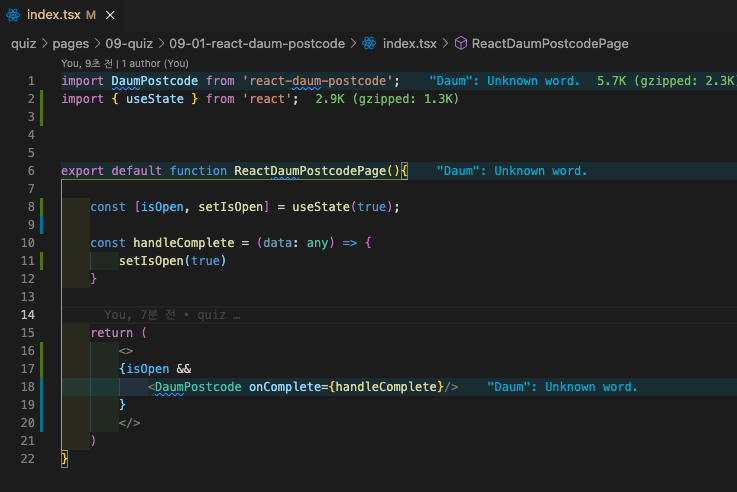 index.tsx M
quiz > pages > 09-quiz > 09-01-react-daum-postcode > index.tsx > ReactDaumPostcodePage
You, 9초 전 | 1 author (You)
1 import DaumPostcode from 'react-daum-postcode'; "Daum": Unknown word. 5.7K (gzipped: 2.3K
2 import { useState } from 'react'; 2.9K (gzipped: 1.3K)
3
4
5
6 export default function ReactDaumPostcodePage(){ "Daum": Unknown word.
7
8 const [isOpen, setIsOpen] = useState(true);
9
10 const handleComplete = (data: any) => {
11 setIsOpen(true)
12 }
13
14 You, 7분 전 • quiz …
15 return (
16 <>
17 {isOpen &&
18 <DaumPostcode onComplete={handleComplete}/> "Daum": Unknown word.
19 }
20 </>
21 )
22 }